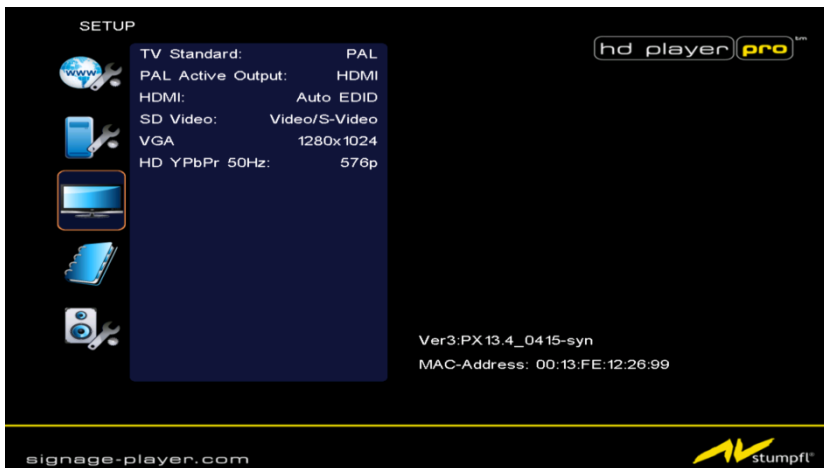 SETUP
hd player pro tm
www
TV Standard: PAL
PAL Active Output: HDMI
HDMI: Auto EDID
SD Video: Video/S-Video
VGA 1280x1024
HD YPbPr 50Hz: 576p
Ver3:PX13.4_0415-syn
MAC-Address: 00:13:FE:12:26:99
signage-player.com
AV stumpfl®